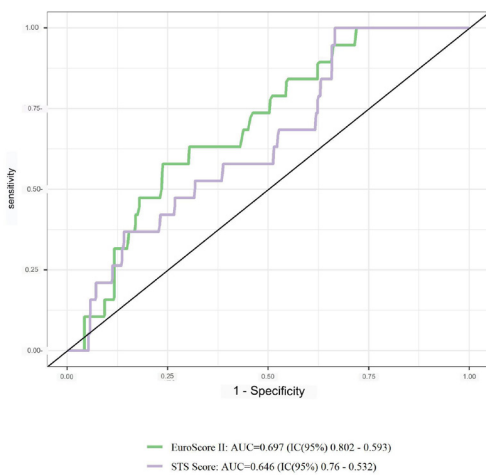 1.00
0.75
0.50
0.25
0.00
sensitivity
0.00 0.25 0.50 0.75 1.00
1 - Specificity
EuroScore II: AUC=0.697 (IC(95%) 0.802 - 0.593)
STS Score: AUC=0.646 (IC(95%) 0.76 - 0.532)